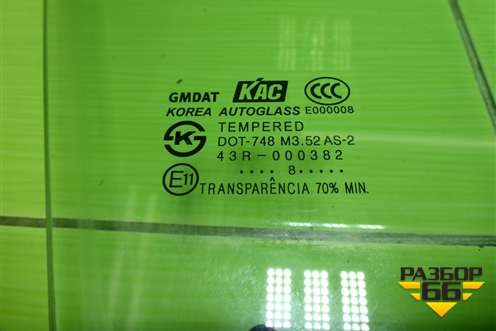 GMDAT KAC CCC
KOREA AUTOGLASS E000008
TEMPERED
DOT-748 M3.52 AS-2
43R-000382
.... 8.....
E11 TRANSPARÊNCIA 70% MIN.
РАЗБОР
66